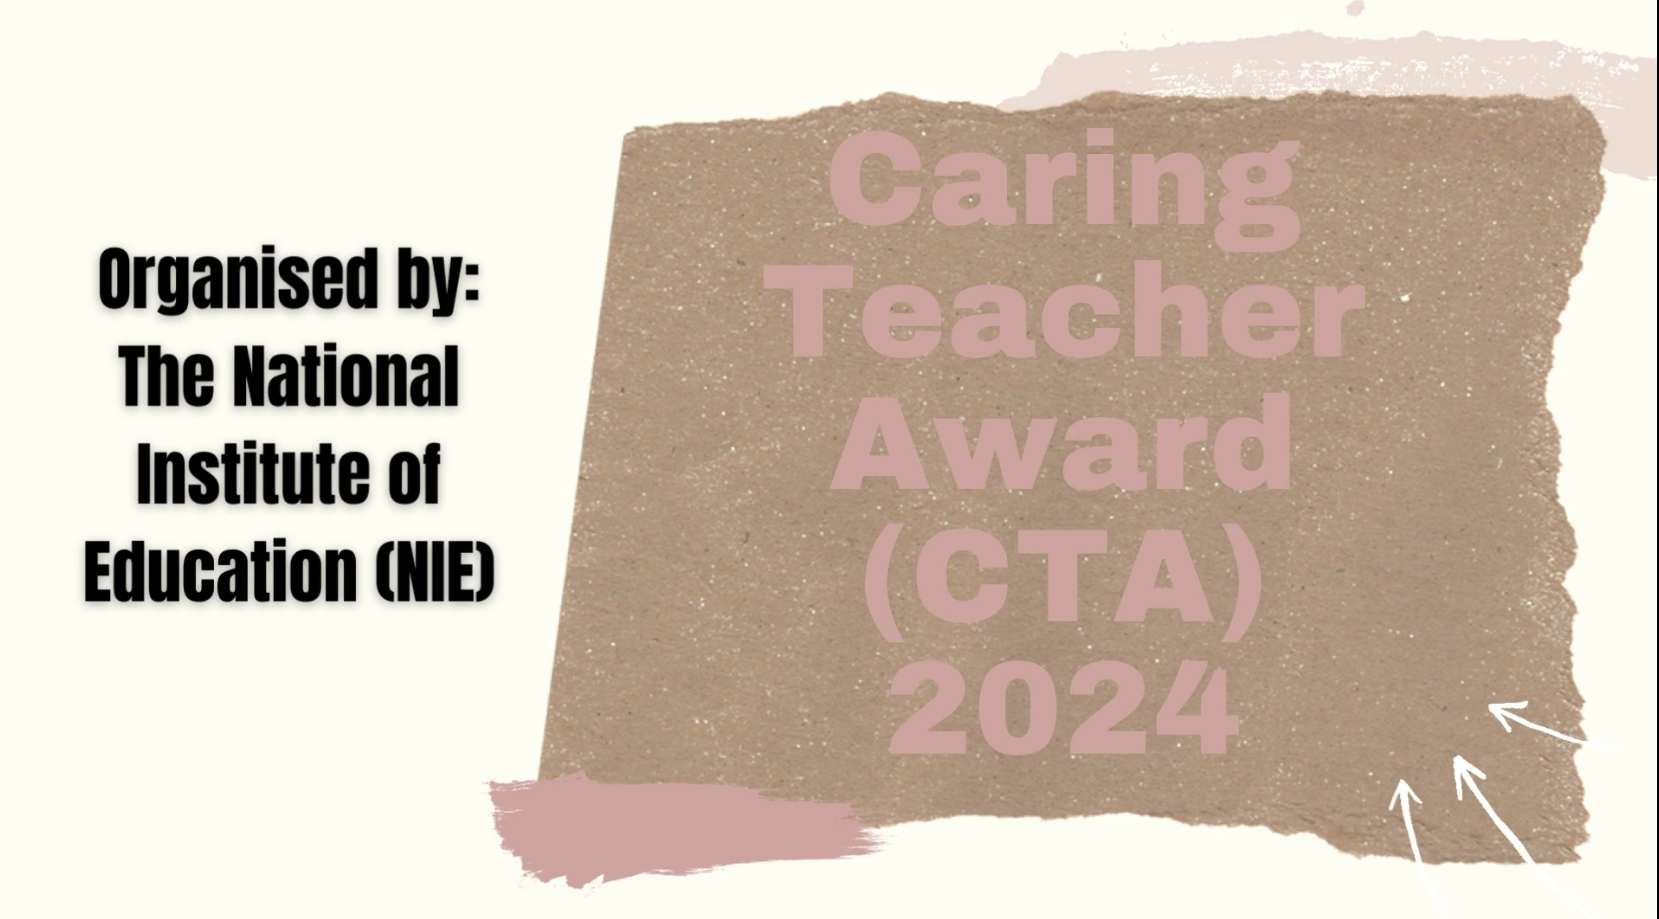 Organised by:
The National
Institute of
Education (NIE)
Caring
Teacher
Award
(CTA)
2024